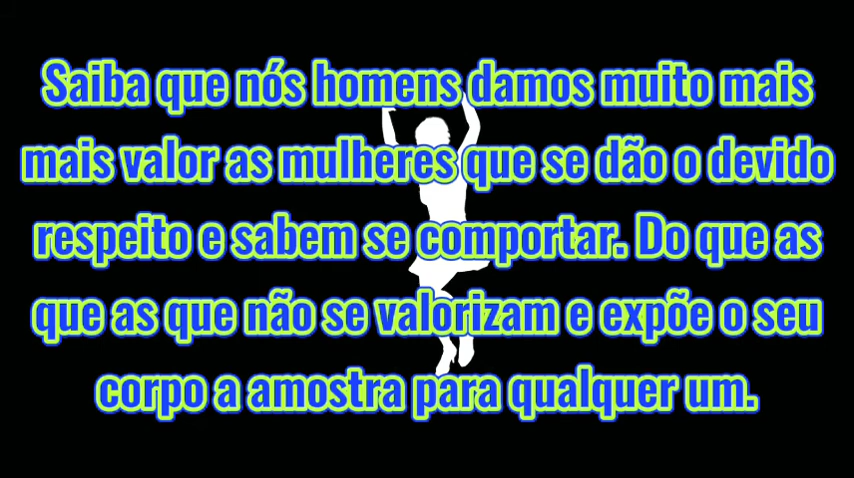 Saiba que nós homens damos muito mais
mais valor as mulheres que se dão o devido
respeito e sabem se comportar. Do que as
que as que não se valorizam e expõe o seu
corpo a amostra para qualquer um.